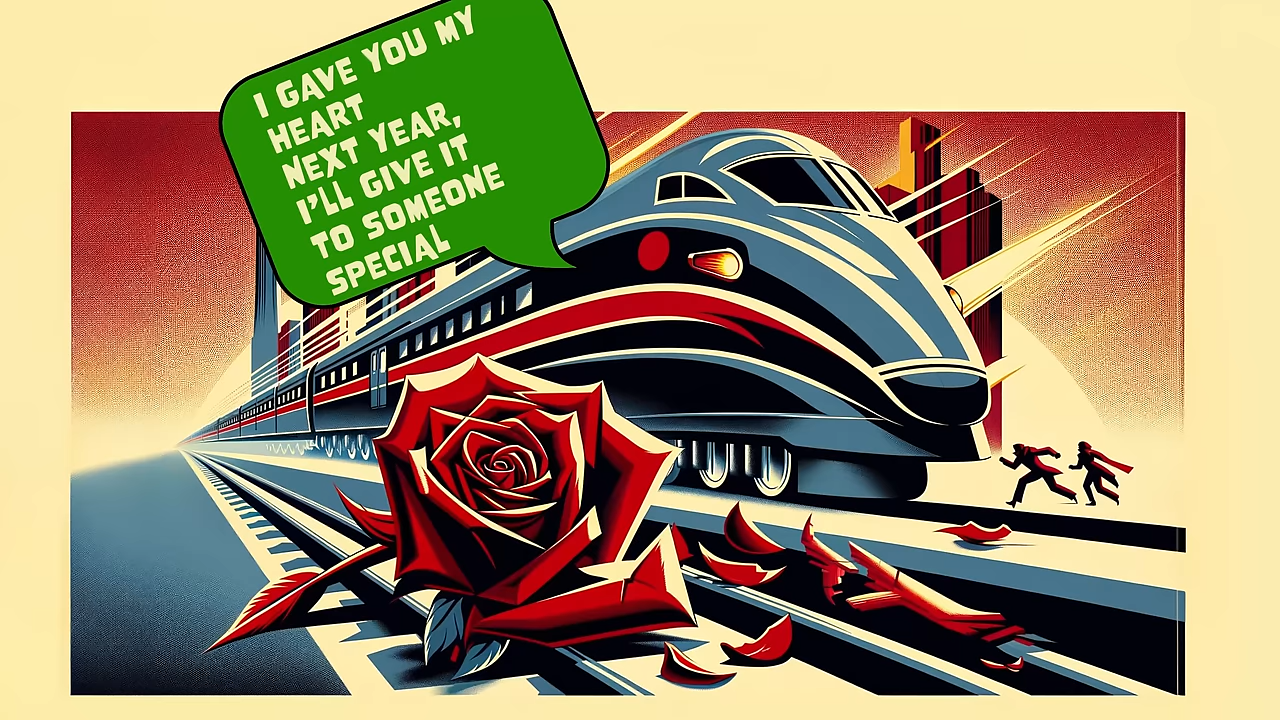 I GAVE YOU MY
HEART
NEXT YEAR,
I'LL GIVE IT
TO SOMEONE
SPECIAL